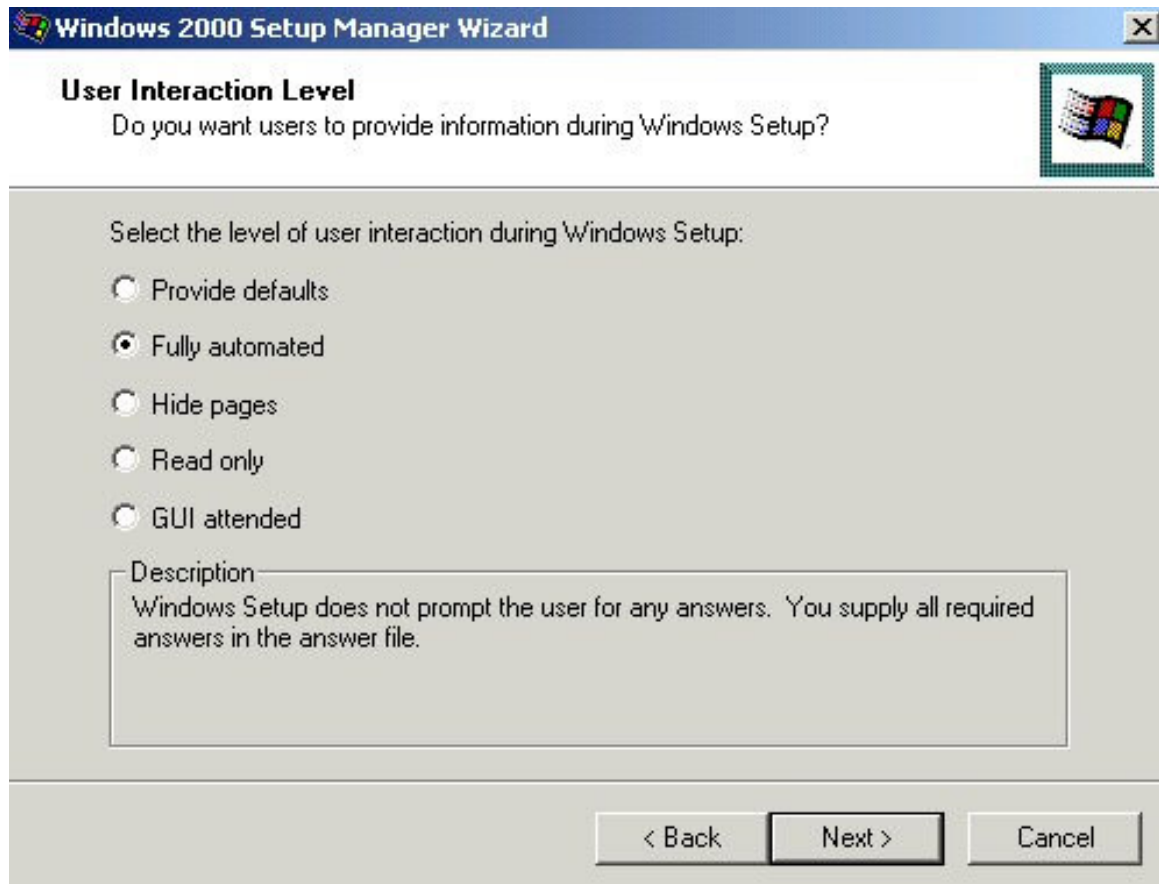 Windows 2000 Setup Manager Wizard
User Interaction Level
Do you want users to provide information during Windows Setup?
Select the level of user interaction during Windows Setup:
Provide defaults
Fully automated
Hide pages
Read only
GUI attended
Description
Windows Setup does not prompt the user for any answers.  You supply all required
answers in the answer file.
< Back
Next >
Cancel